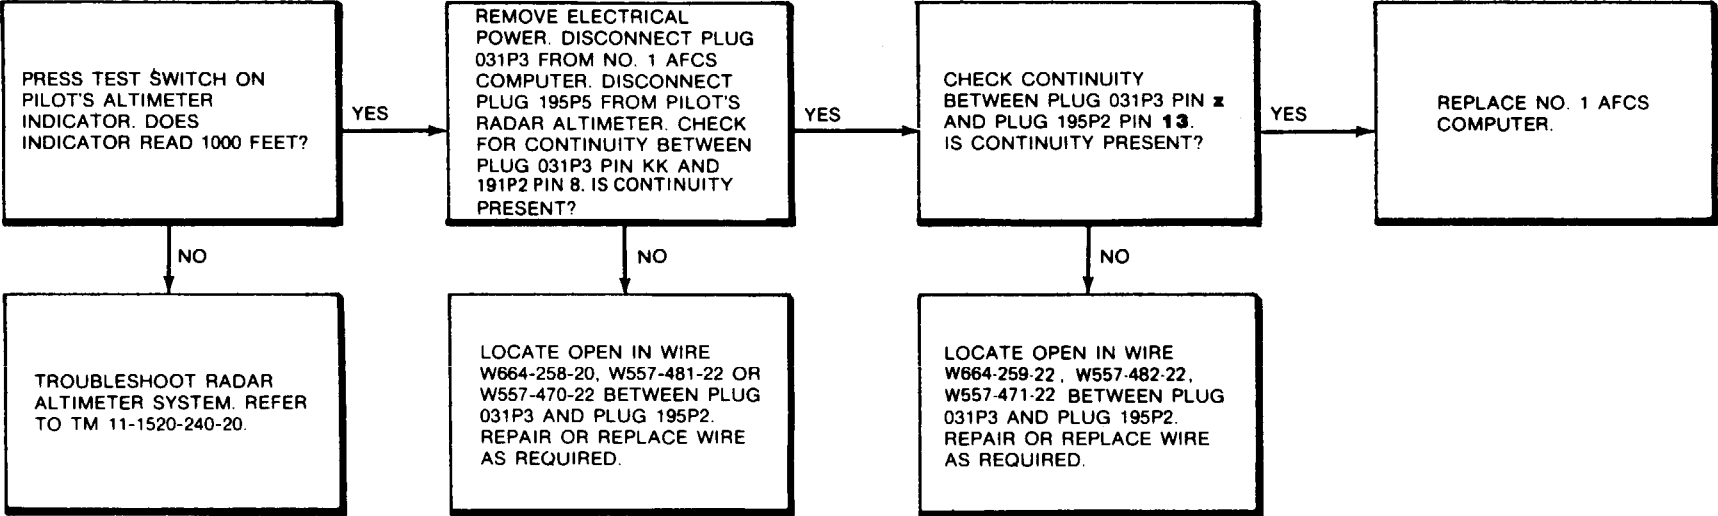 PRESS TEST SWITCH ON
PILOT'S ALTIMETER
INDICATOR. DOES
INDICATOR READ 1000 FEET?
YES
REMOVE ELECTRICAL
POWER. DISCONNECT PLUG
031P3 FROM NO. 1 AFCS
COMPUTER. DISCONNECT
PLUG 195P5 FROM PILOT'S
RADAR ALTIMETER. CHECK
FOR CONTINUITY BETWEEN
PLUG 031P3 PIN KK AND
191P2 PIN 8. IS CONTINUITY
PRESENT?
YES
CHECK CONTINUITY
BETWEEN PLUG 031P3 PIN z
AND PLUG 195P2 PIN 13.
IS CONTINUITY PRESENT?
YES
REPLACE NO. 1 AFCS
COMPUTER.
NO
NO
NO
TROUBLESHOOT RADAR
ALTIMETER SYSTEM. REFER
TO TM 11-1520-240-20.
LOCATE OPEN IN WIRE
W664-258-20, W557-481-22 OR
W557-470-22 BETWEEN PLUG
031P3 AND PLUG 195P2.
REPAIR OR REPLACE WIRE
AS REQUIRED.
LOCATE OPEN IN WIRE
W664-259-22, W557-482-22,
W557-471-22 BETWEEN PLUG
031P3 AND PLUG 195P2.
REPAIR OR REPLACE WIRE
AS REQUIRED.